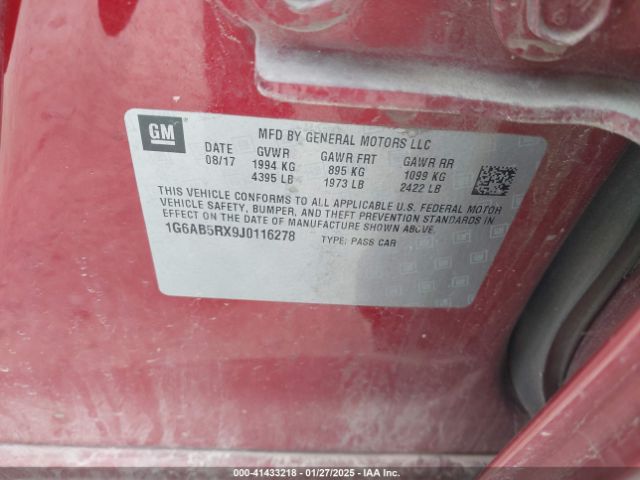 GM
MFD BY GENERAL MOTORS LLC
DATE GVWR GAWR FRT GAWR RR
08/17 1994 KG 895 KG 1099 KG
4395 LB 1973 LB 2422 LB
THIS VEHICLE CONFORMS TO ALL APPLICABLE U.S. FEDERAL MOTOR
VEHICLE SAFETY, BUMPER, AND THEFT PREVENTION STANDARDS IN
EFFECT ON THE DATE OF MANUFACTURE SHOWN ABOVE.
1G6AB5RX9J0116278 TYPE: PASS CAR
00-41433218 - 01/27/2025 - IAA Inc.